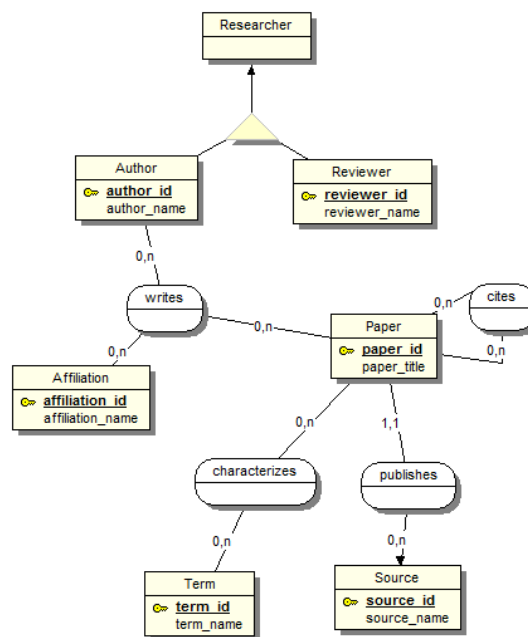 Researcher
Author
author_id
author_name
Reviewer
reviewer_id
reviewer_name
0,n
writes
0,n
0,n
cites
0,n
Paper
paper_id
paper_title
0,n
0,n
Affiliation
affiliation_id
affiliation_name
0,n
1,1
characterizes
publishes
0,n
0,n
Term
term_id
term_name
Source
source_id
source_name